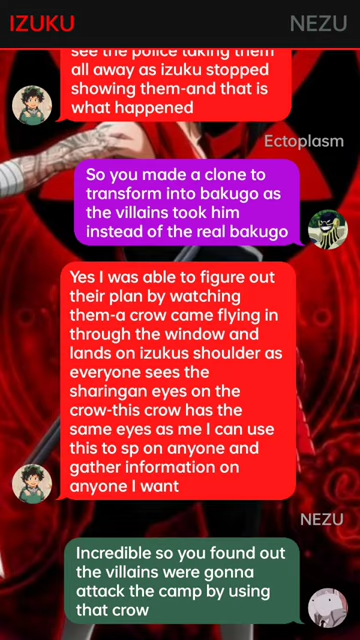 IZUKU
NEZU
see the police taking them
all away as izuku stopped
showing them-and that is
what happened
Ectoplasm
So you made a clone to
transform into bakugo as
the villains took him
instead of the real bakugo
Yes I was able to figure out
their plan by watching
them-a crow came flying in
through the window and
lands on izukus shoulder as
everyone sees the
sharingan eyes on the
crow-this crow has the
same eyes as me I can use
this to sp on anyone and
gather information on
anyone I want
NEZU
Incredible so you found out
the villains were gonna
attack the camp by using
that crow